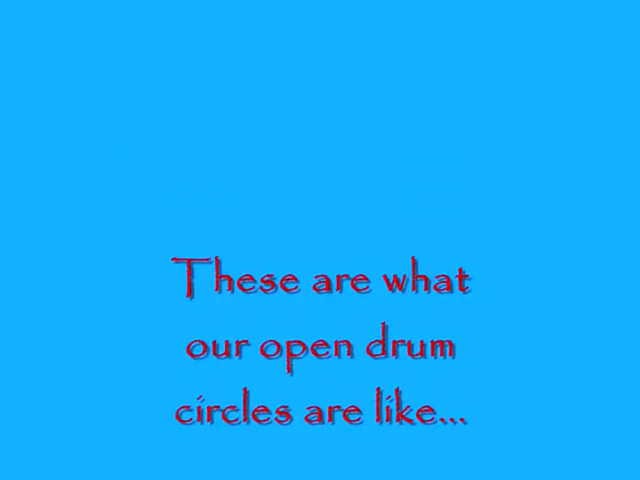 These are what
our open drum
circles are like...